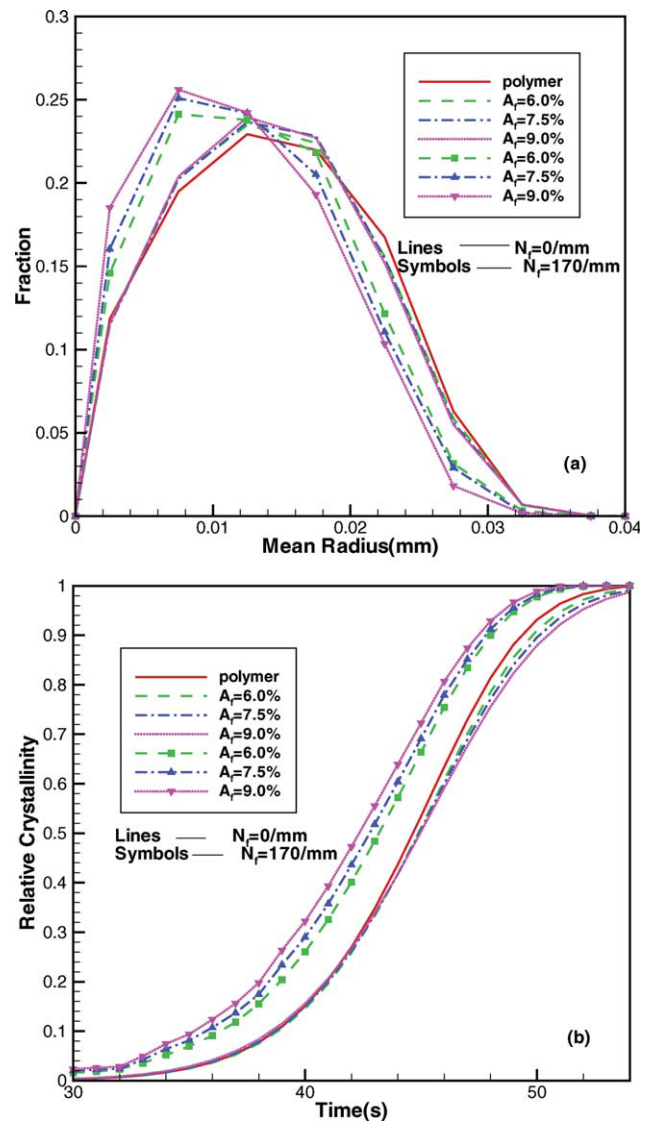 0.3
0.25
0.2
0.15
0.1
0.05
0
Fraction
polymer
A_f=6.0%
A_f=7.5%
A_f=9.0%
A_f=6.0%
A_f=7.5%
A_f=9.0%
Lines —— N_f=0/mm
Symbols —— N_f=170/mm
(a)
0 0.01 0.02 0.03 0.04
Mean Radius(mm)
1
0.9
0.8
0.7
0.6
0.5
0.4
0.3
0.2
0.1
0
Relative Crystallinity
polymer
A_f=6.0%
A_f=7.5%
A_f=9.0%
A_f=6.0%
A_f=7.5%
A_f=9.0%
Lines —— N_f=0/mm
Symbols —— N_f=170/mm
(b)
30 40 50
Time(s)